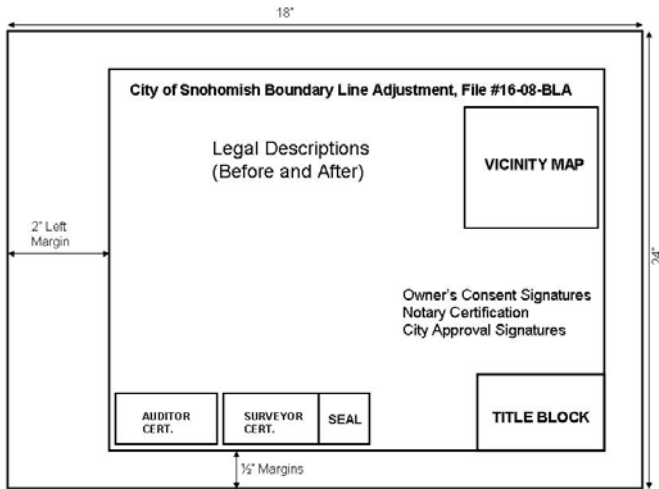 18"
City of Snohomish Boundary Line Adjustment, File #16-08-BLA
Legal Descriptions
(Before and After)
VICINITY MAP
2" Left
Margin
24"
Owner's Consent Signatures
Notary Certification
City Approval Signatures
AUDITOR
CERT.
SURVEYOR
CERT.
SEAL
TITLE BLOCK
½" Margins